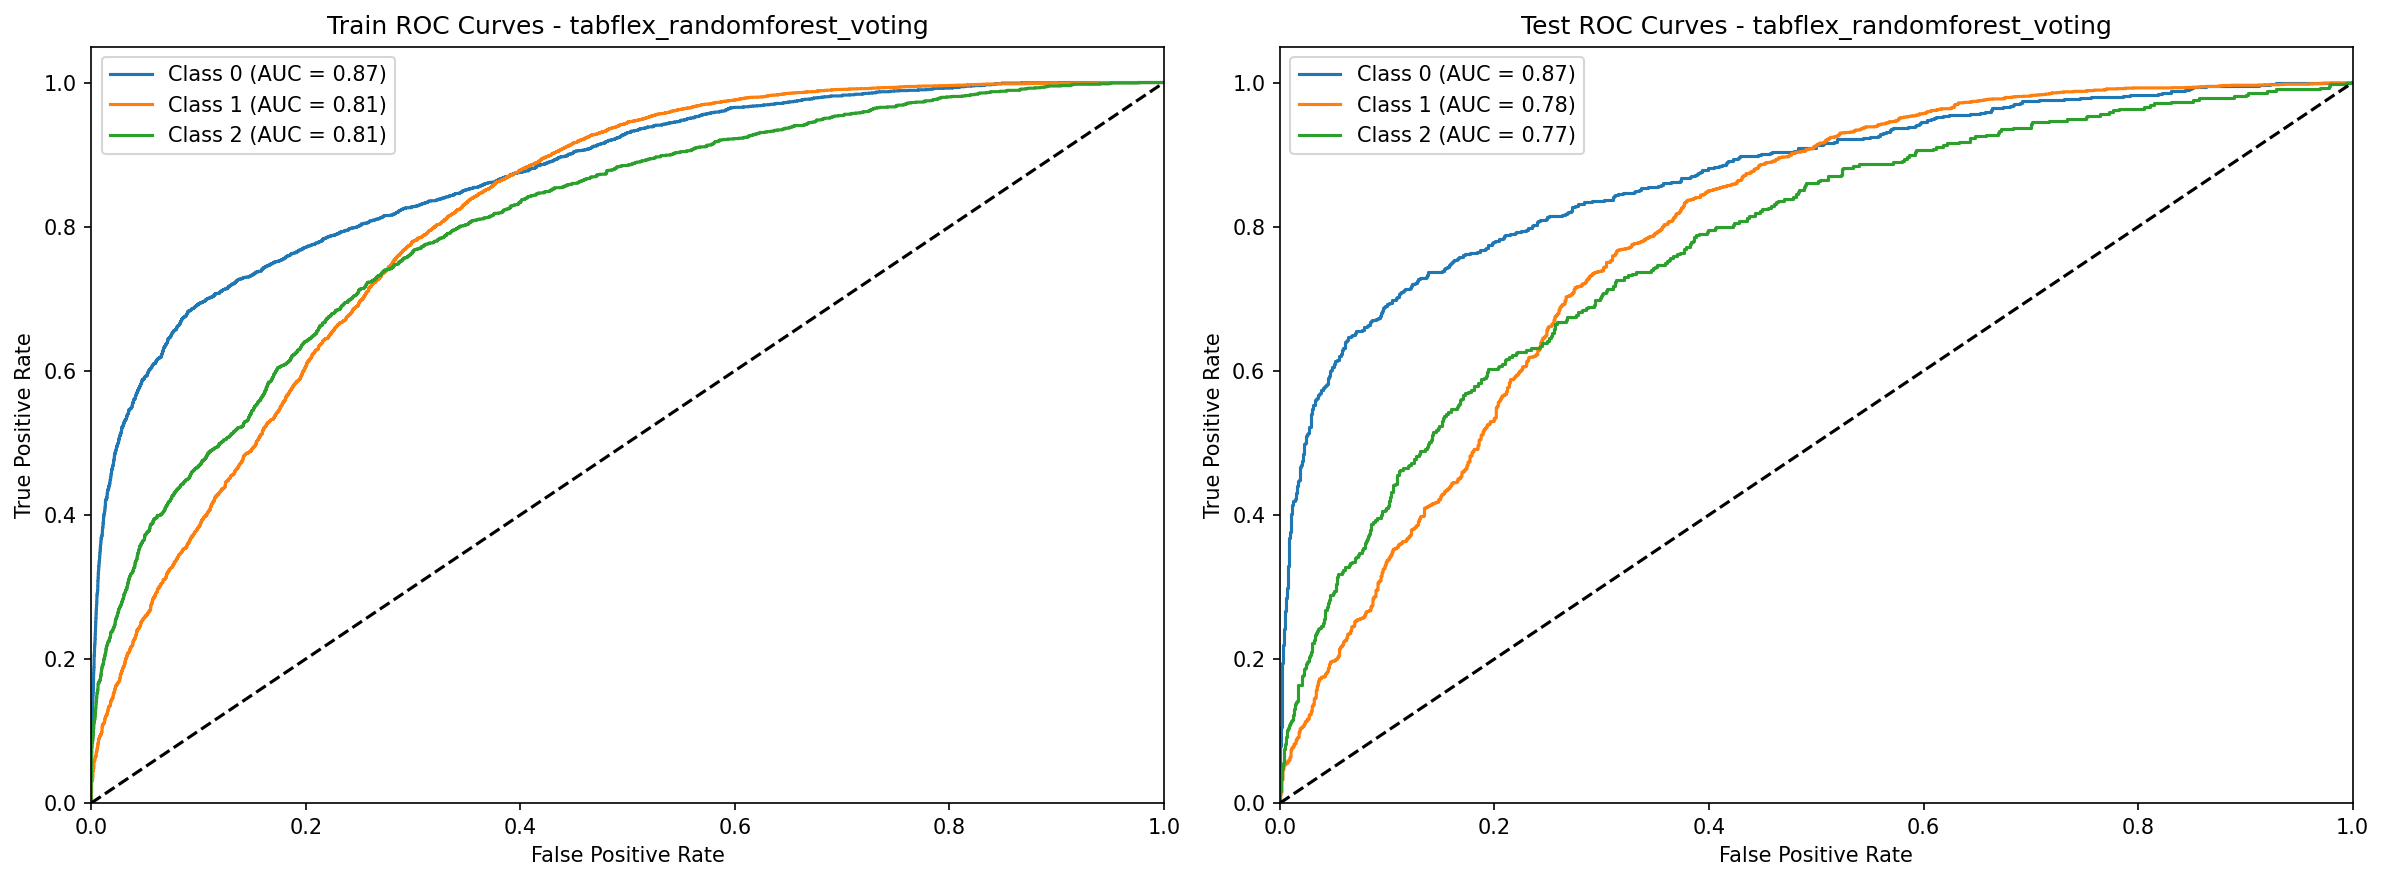 Train ROC Curves - tabflex_randomforest_voting
Class 0 (AUC = 0.87)
Class 1 (AUC = 0.81)
Class 2 (AUC = 0.81)
True Positive Rate
1.0
0.8
0.6
0.4
0.2
0.0
0.0 0.2 0.4 0.6 0.8 1.0
False Positive Rate
Test ROC Curves - tabflex_randomforest_voting
Class 0 (AUC = 0.87)
Class 1 (AUC = 0.78)
Class 2 (AUC = 0.77)
True Positive Rate
1.0
0.8
0.6
0.4
0.2
0.0
0.0 0.2 0.4 0.6 0.8 1.0
False Positive Rate